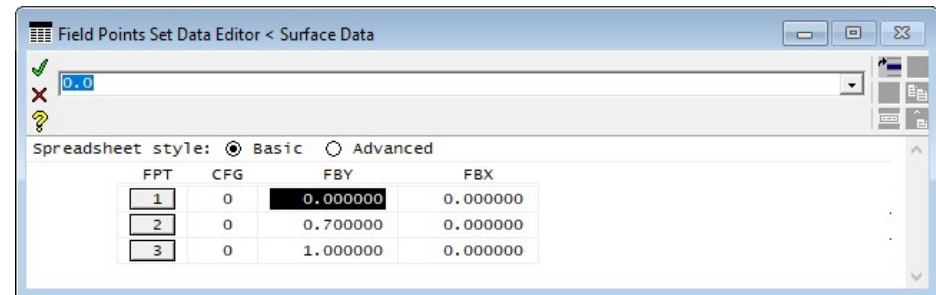 Field Points Set Data Editor < Surface Data
0.0
Spreadsheet style: Basic Advanced
FPT CFG FBY FBX
1 0 0.000000 0.000000
2 0 0.700000 0.000000
3 0 1.000000 0.000000